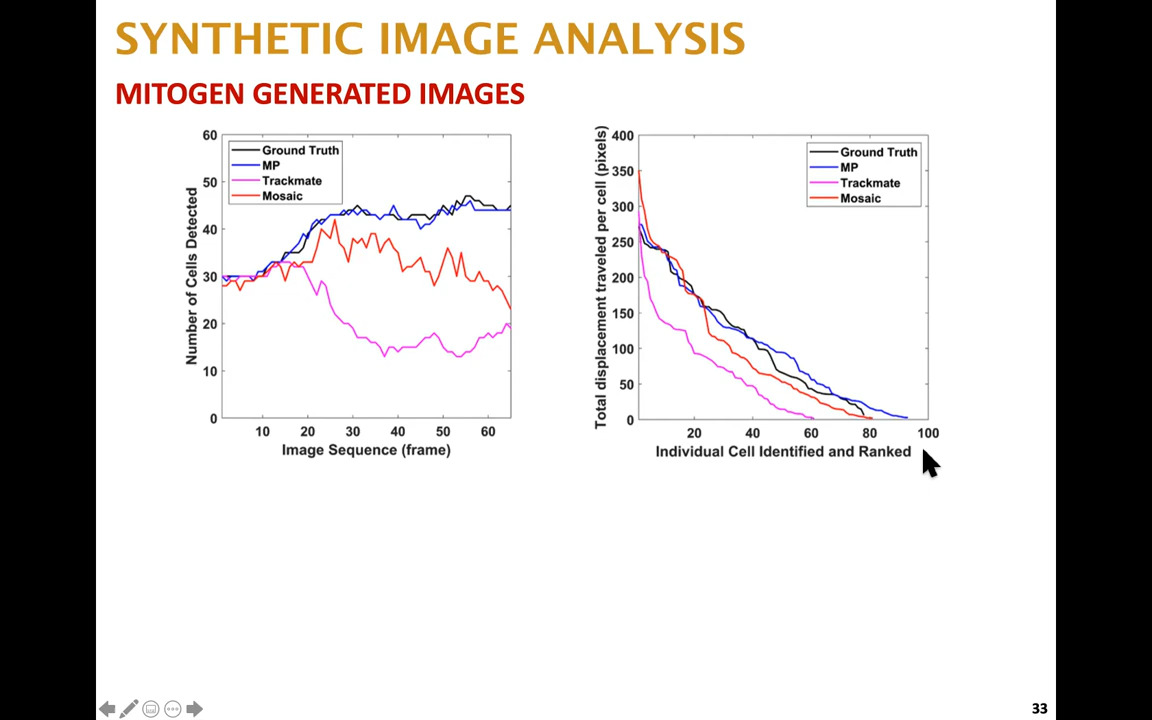 SYNTHETIC IMAGE ANALYSIS
MITOGEN GENERATED IMAGES
60
50
40
30
20
10
0
Number of Cells Detected
Ground Truth
MP
Trackmate
Mosaic
10 20 30 40 50 60
Image Sequence (frame)
400
350
300
250
200
150
100
50
0
Total displacement traveled per cell (pixels)
Ground Truth
MP
Trackmate
Mosaic
20 40 60 80 100
Individual Cell Identified and Ranked
33